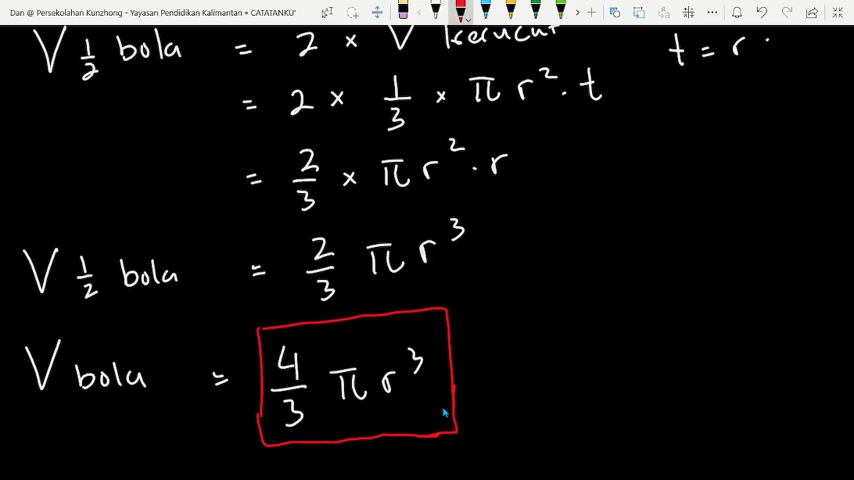 Dan @ Persekolahan Kunzhong - Yayasan Pendidikan Kalimantan » CATATANKU'
V 1/2 bola = 2 × V kerucut t = r .
= 2 × 1/3 × π r² . t
= 2/3 × π r² . r
V 1/2 bola = 2/3 π r³
V bola = 4/3 π r³